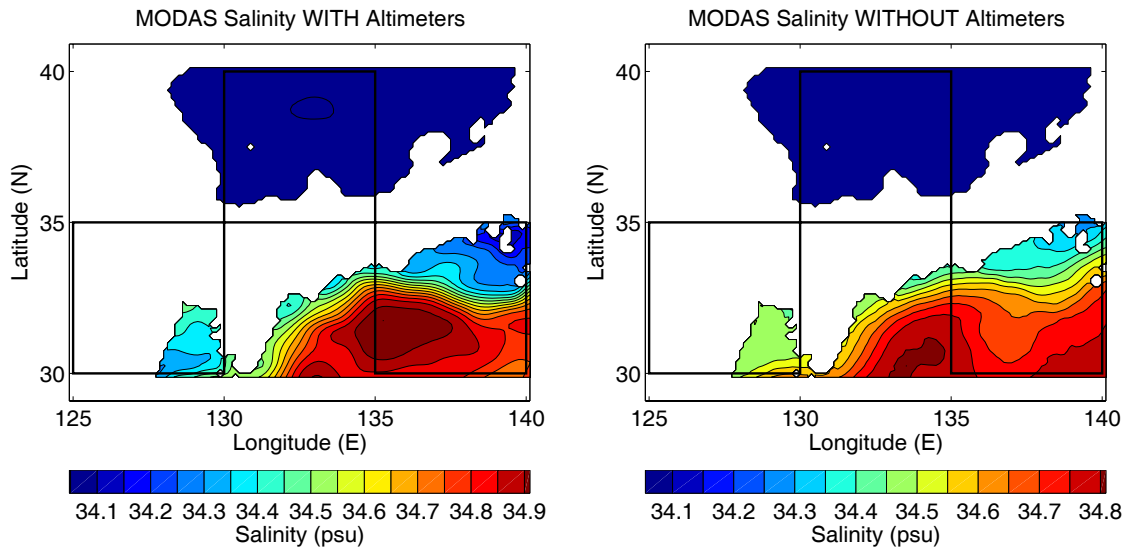 MODAS Salinity WITH Altimeters
40
35
30
Latitude (N)
125 130 135 140
Longitude (E)
34.1 34.2 34.3 34.4 34.5 34.6 34.7 34.8 34.9
Salinity (psu)
MODAS Salinity WITHOUT Altimeters
40
35
30
Latitude (N)
125 130 135 140
Longitude (E)
34.1 34.2 34.3 34.4 34.5 34.6 34.7 34.8
Salinity (psu)